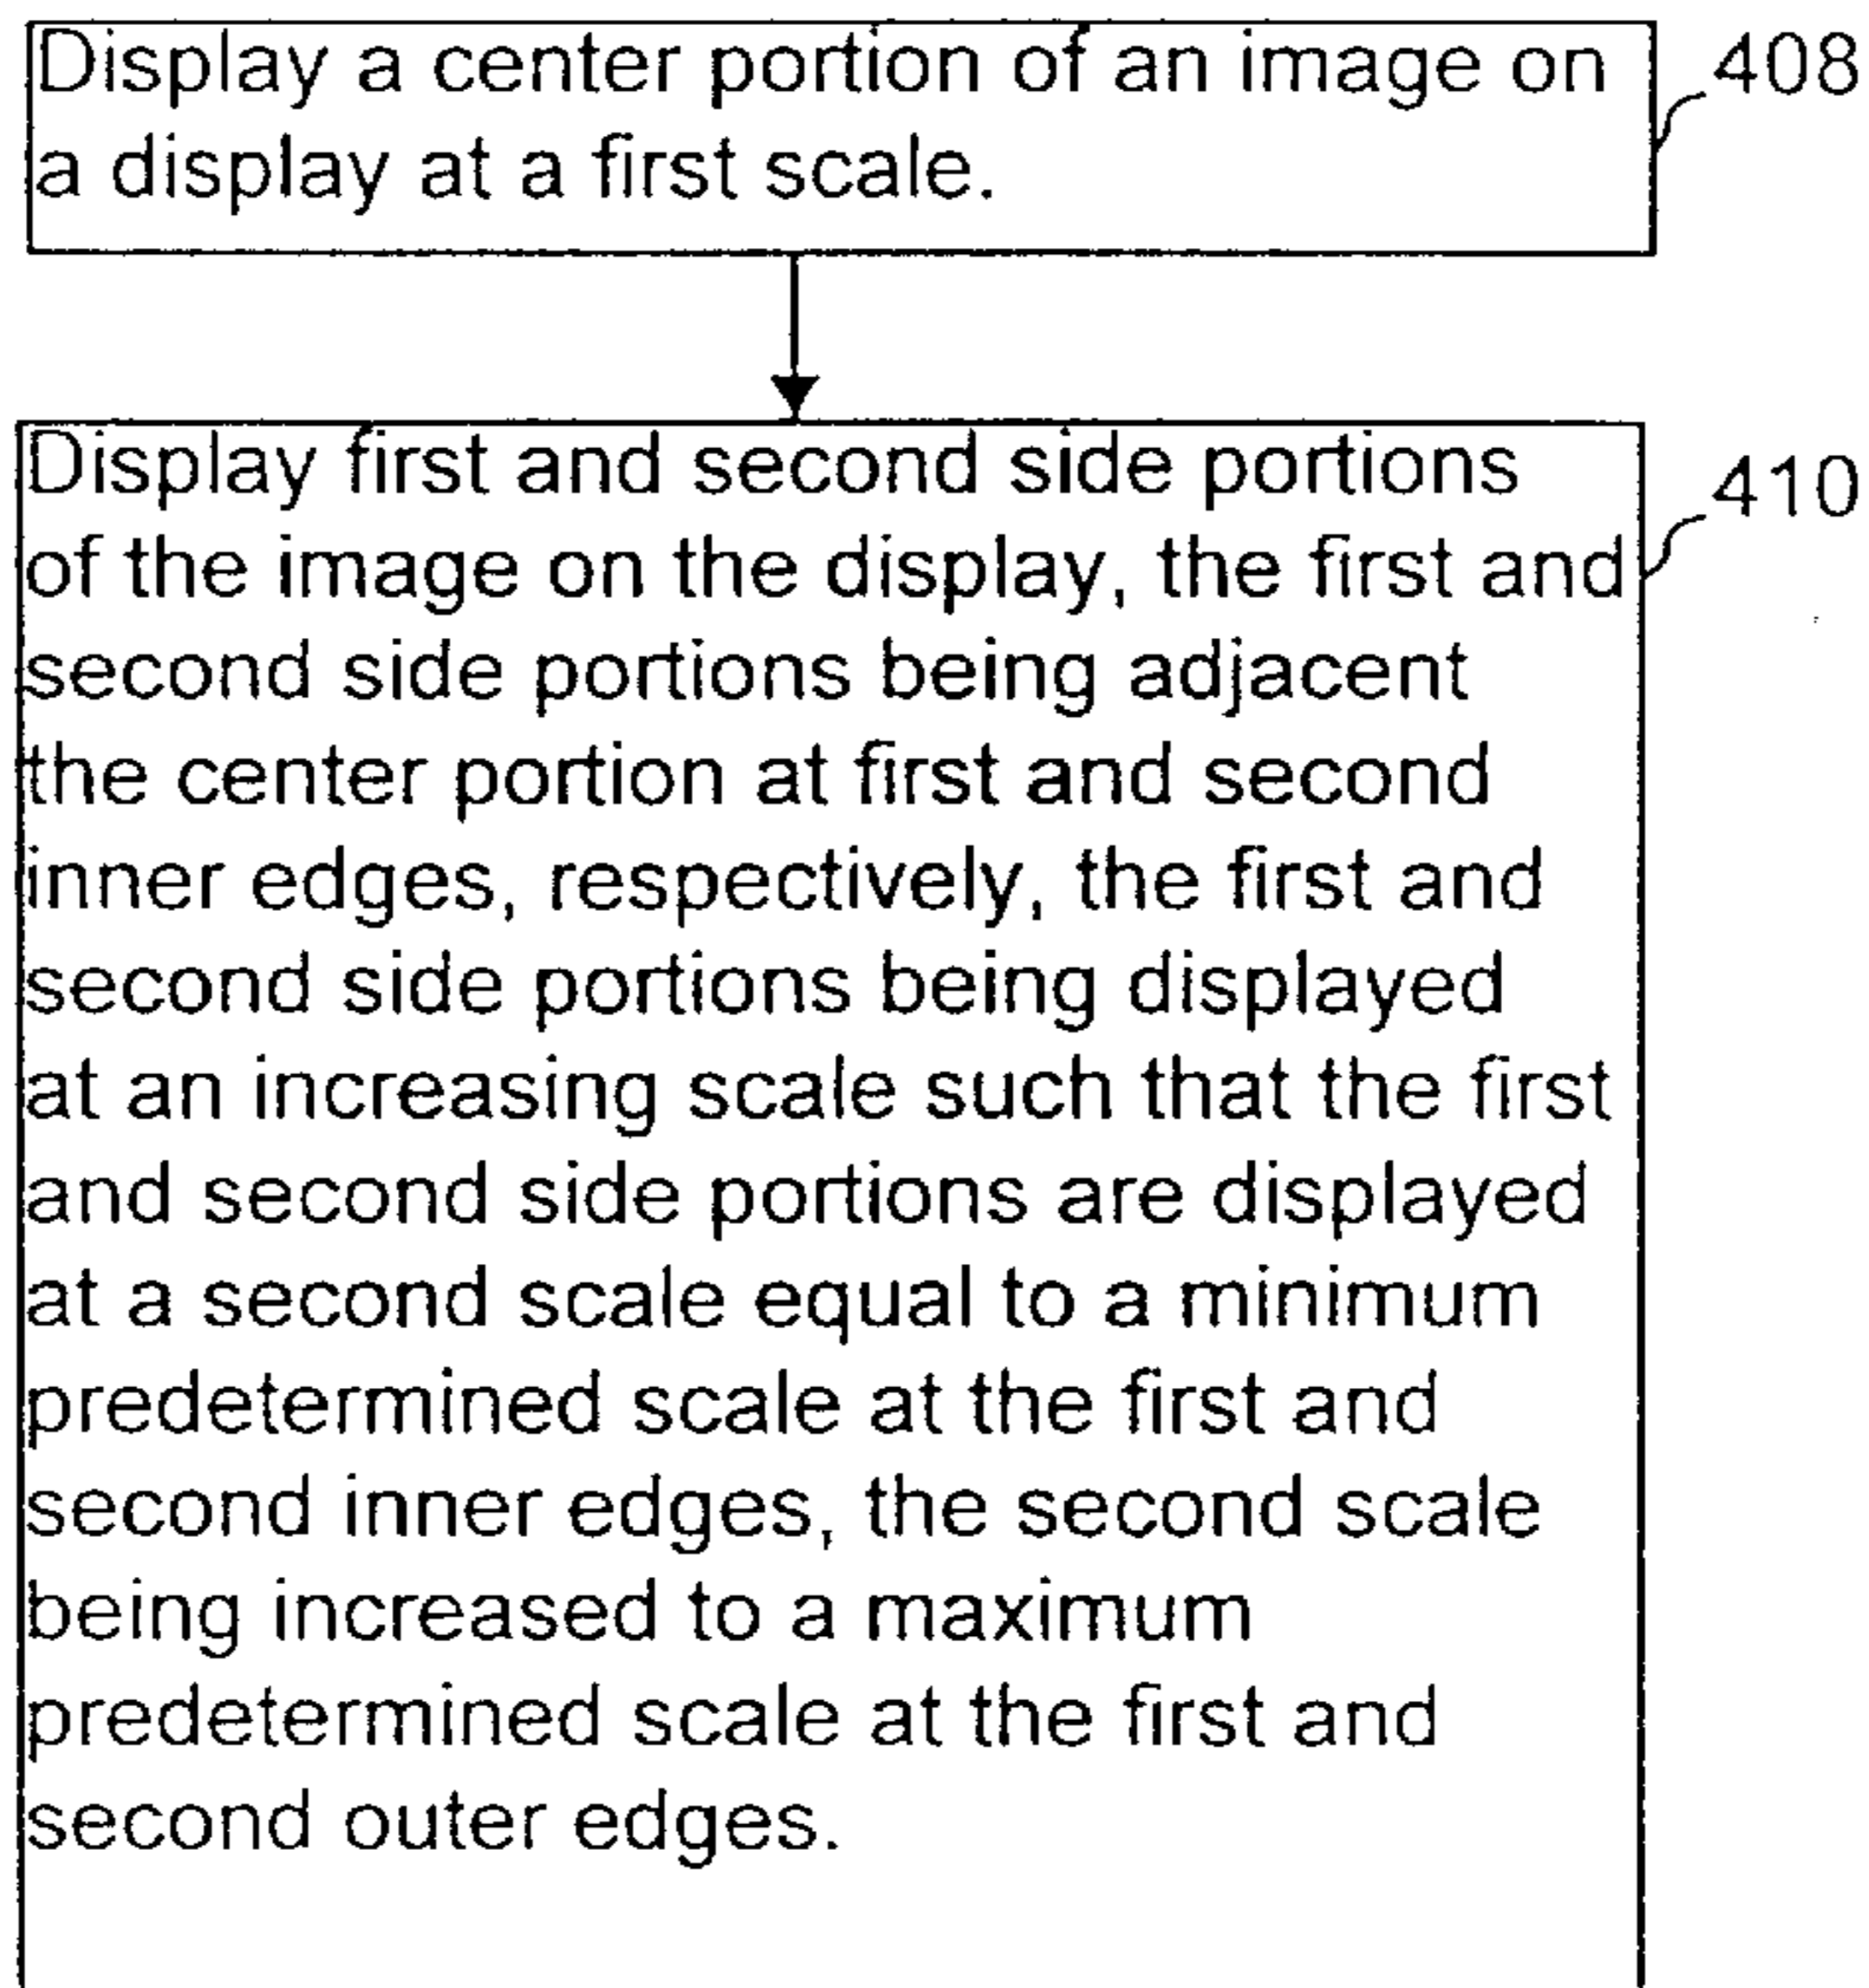 Display a center portion of an image on
a display at a first scale.
408
Display first and second side portions
of the image on the display, the first and
second side portions being adjacent
the center portion at first and second
inner edges, respectively, the first and
second side portions being displayed
at an increasing scale such that the first
and second side portions are displayed
at a second scale equal to a minimum
predetermined scale at the first and
second inner edges, the second scale
being increased to a maximum
predetermined scale at the first and
second outer edges.
410